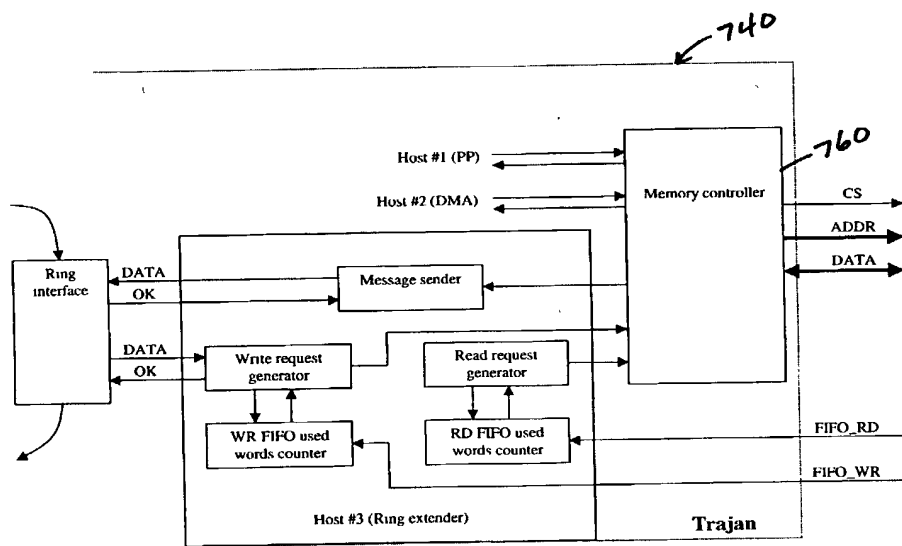 740
760
Host #1 (PP)
Host #2 (DMA)
Memory controller
CS
ADDR
DATA
Ring
interface
DATA
OK
Message sender
DATA
OK
Write request
generator
Read request
generator
WR FIFO used
words counter
RD FIFO used
words counter
FIFO_RD
FIFO_WR
Host #3 (Ring extender)
Trajan